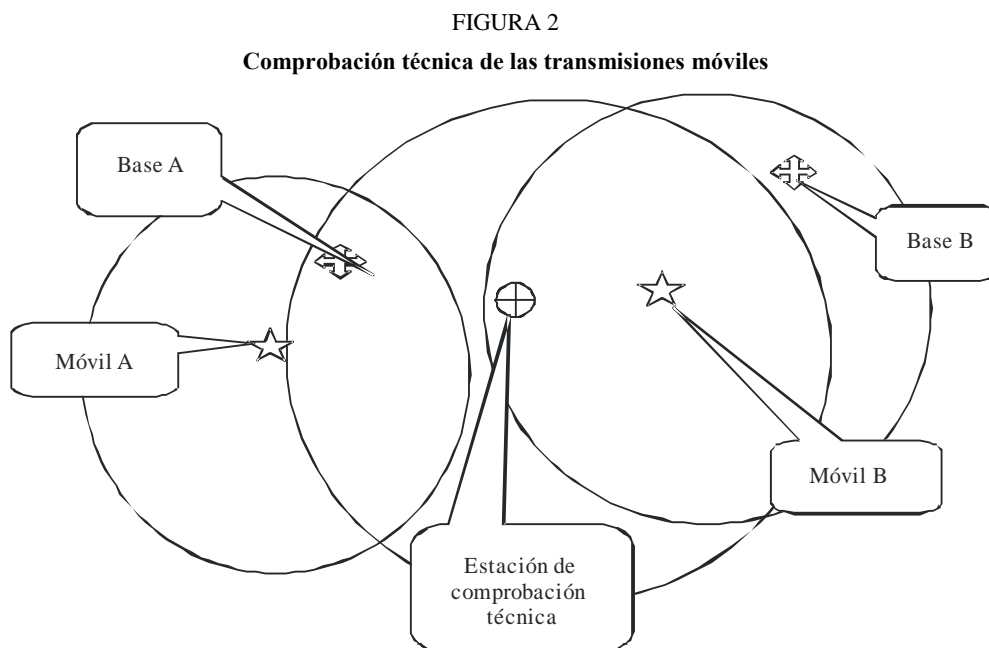 FIGURA 2
Comprobación técnica de las transmisiones móviles
Base A
Base B
Móvil A
Móvil B
Estación de
comprobación
técnica